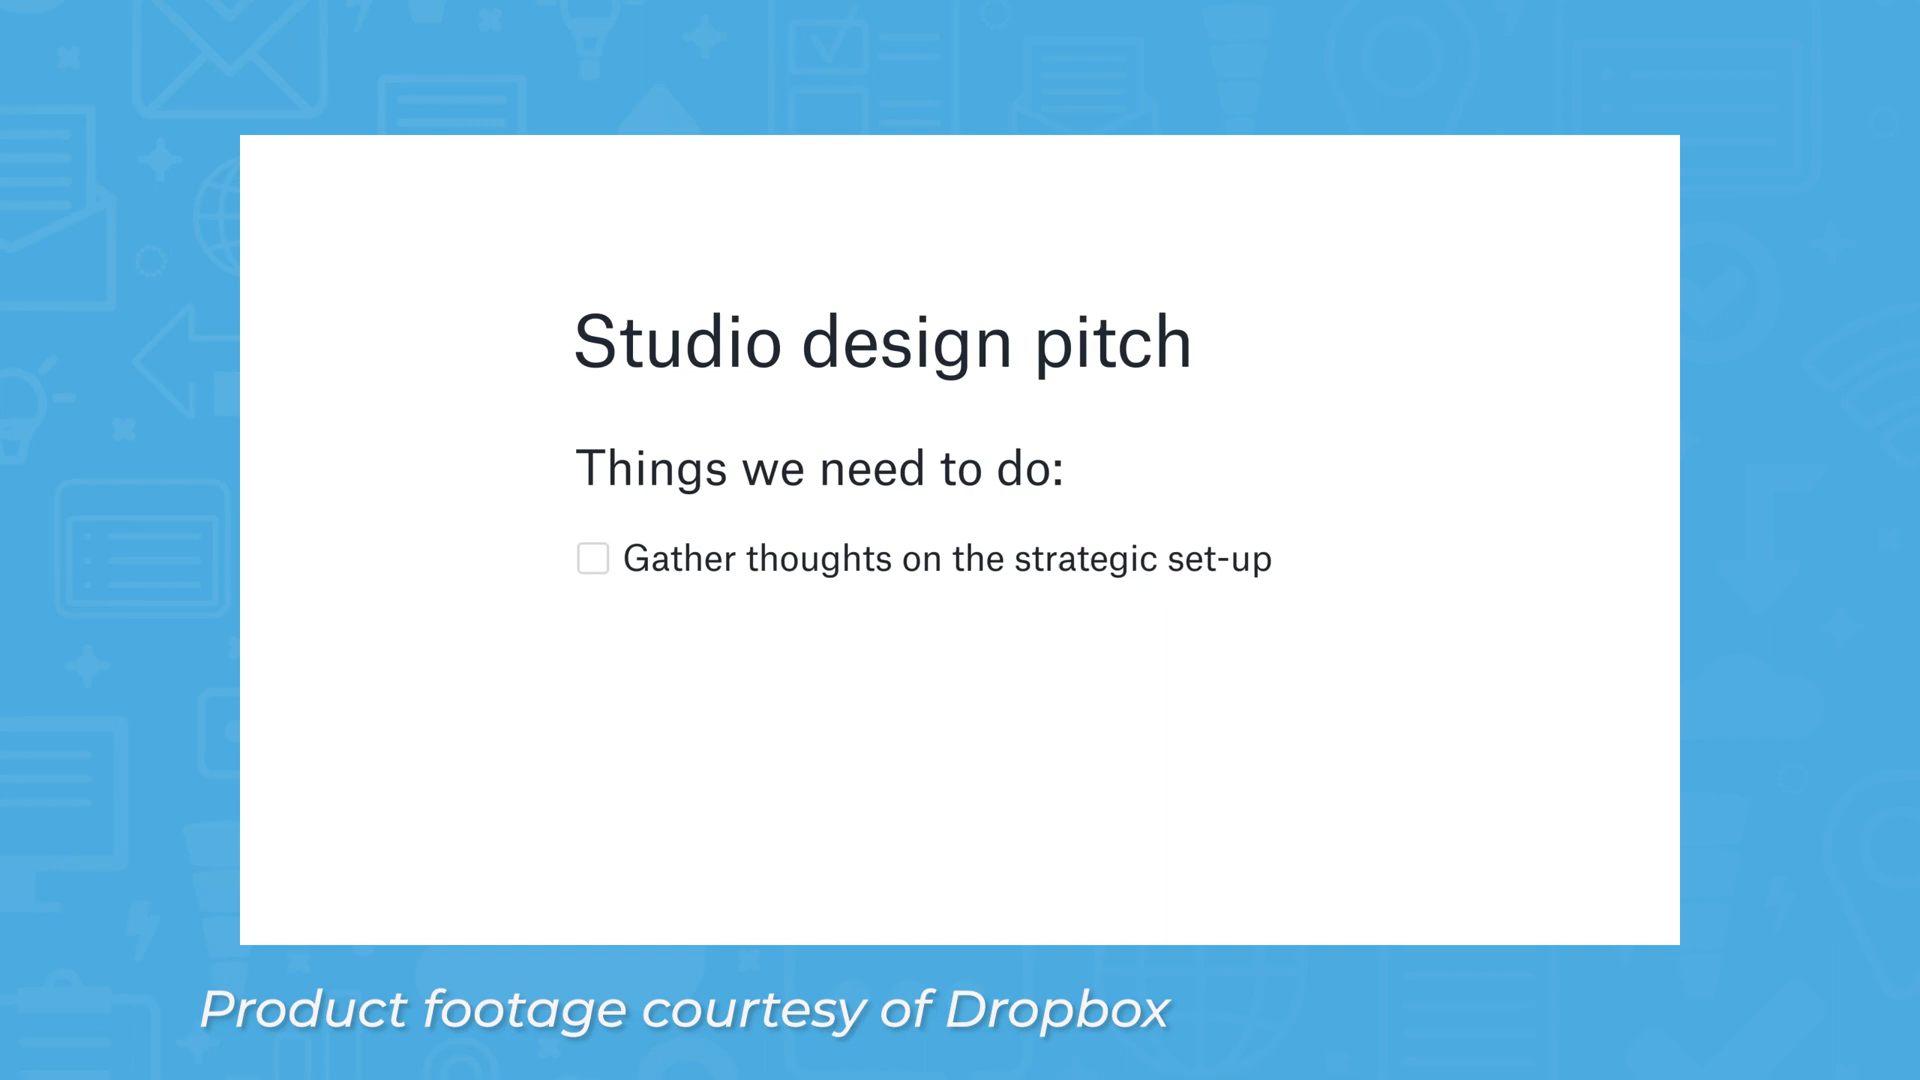 Studio design pitch
Things we need to do:
Gather thoughts on the strategic set-up
Product footage courtesy of Dropbox